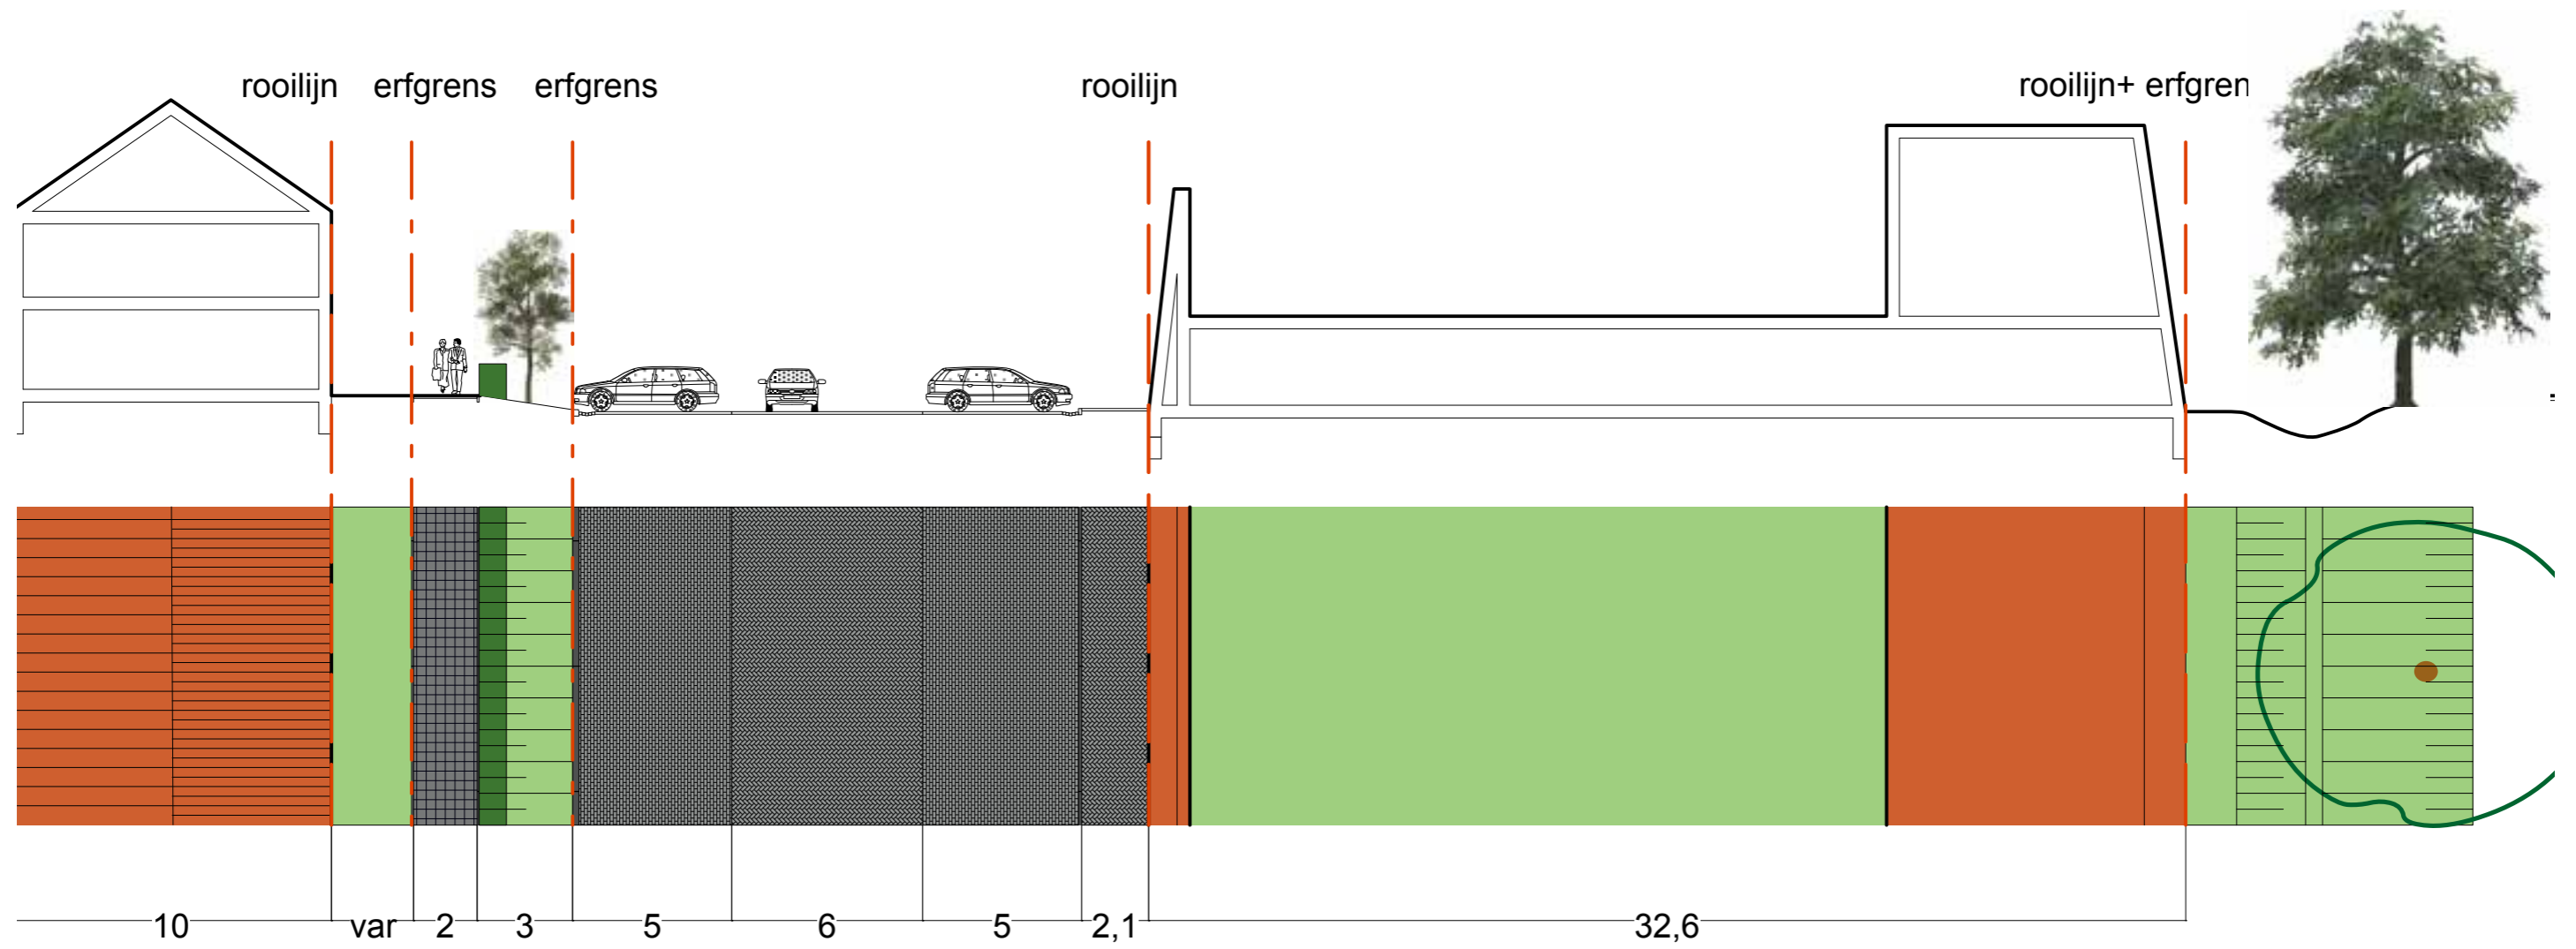 rooilijn erfgrens erfgrens rooilijn rooilijn+ erfgren
10 var 2 3 5 6 5 2,1 32,6